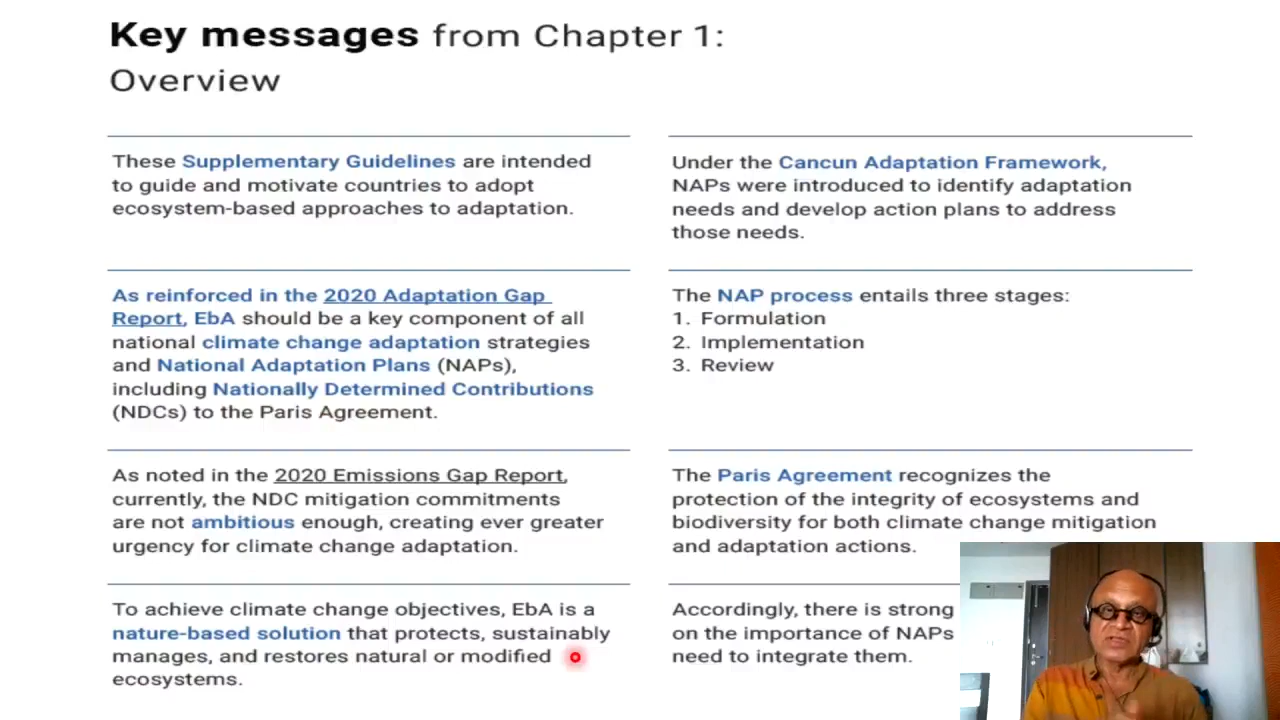 Key messages from Chapter 1:
Overview
These Supplementary Guidelines are intended
to guide and motivate countries to adopt
ecosystem-based approaches to adaptation.
As reinforced in the 2020 Adaptation Gap
Report, EbA should be a key component of all
national climate change adaptation strategies
and National Adaptation Plans (NAPs),
including Nationally Determined Contributions
(NDCs) to the Paris Agreement.
As noted in the 2020 Emissions Gap Report,
currently, the NDC mitigation commitments
are not ambitious enough, creating ever greater
urgency for climate change adaptation.
To achieve climate change objectives, EbA is a
nature-based solution that protects, sustainably
manages, and restores natural or modified
ecosystems.
Under the Cancun Adaptation Framework,
NAPs were introduced to identify adaptation
needs and develop action plans to address
those needs.
The NAP process entails three stages:
1. Formulation
2. Implementation
3. Review
The Paris Agreement recognizes the
protection of the integrity of ecosystems and
biodiversity for both climate change mitigation
and adaptation actions.
Accordingly, there is strong
on the importance of NAPs
need to integrate them.